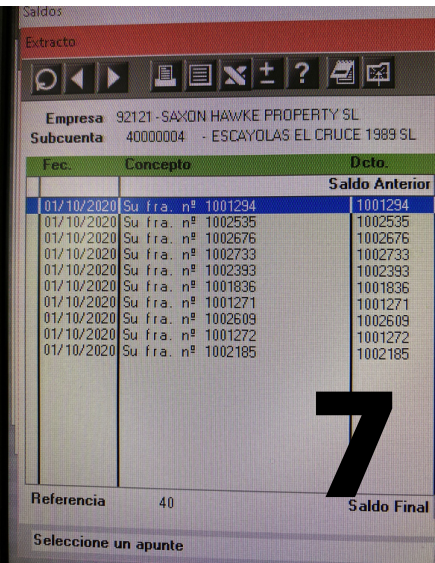 Saldos
Extracto
Empresa 92121 - SAXON HAWKE PROPERTY SL
Subcuenta 40000004 - ESCAYOLAS EL CRUCE 1989 SL
Fec. Concepto Dcto.
Saldo Anterior
01/10/2020 Su fra. nº 1001294 1001294
01/10/2020 Su fra. nº 1002535 1002535
01/10/2020 Su fra. nº 1002676 1002676
01/10/2020 Su fra. nº 1002733 1002733
01/10/2020 Su fra. nº 1002393 1002393
01/10/2020 Su fra. nº 1001836 1001836
01/10/2020 Su fra. nº 1001271 1001271
01/10/2020 Su fra. nº 1002609 1002609
01/10/2020 Su fra. nº 1001272 1001272
01/10/2020 Su fra. nº 1002185 1002185
7
Referencia 40 Saldo Final
Seleccione un apunte